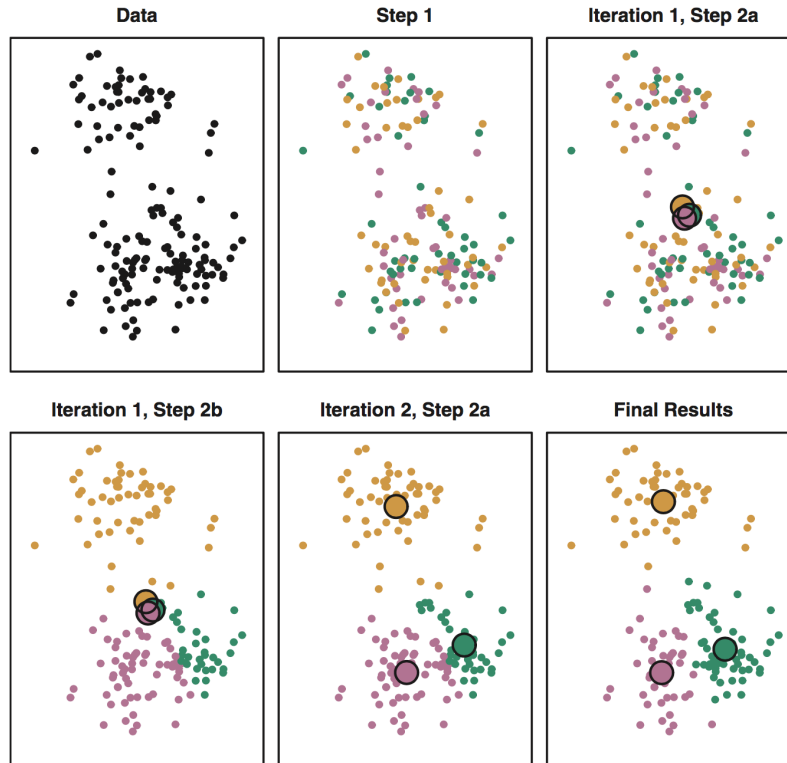 Data
Step 1
Iteration 1, Step 2a
Iteration 1, Step 2b
Iteration 2, Step 2a
Final Results